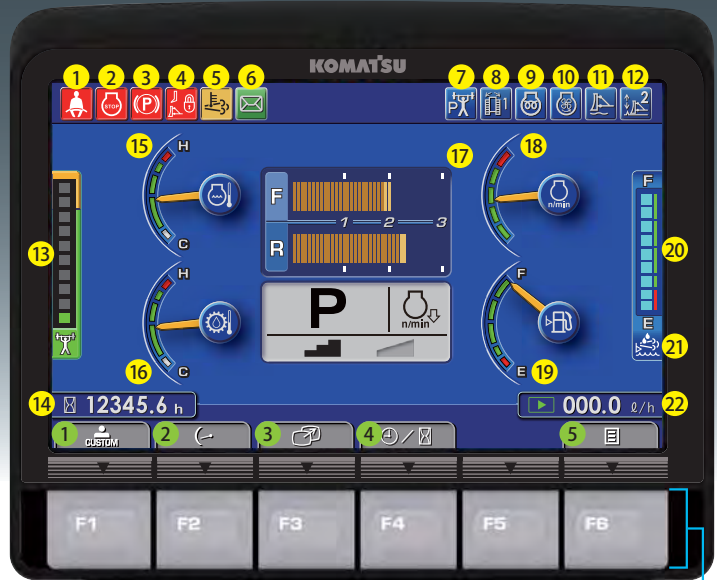 KOMATSU
1 2 3 4 5 6 7 8 9 10 11 12
STOP P P 1 2
15 H 17 18
F n/min F
13 C 1 2 3 20
H R F
P n/min
E
16 C E 19 21
14 12345.6 h 000.0 ℓ/h 22
1 CUSTOM 2 3 4 / 5
F1 F2 F3 F4 F5 F6